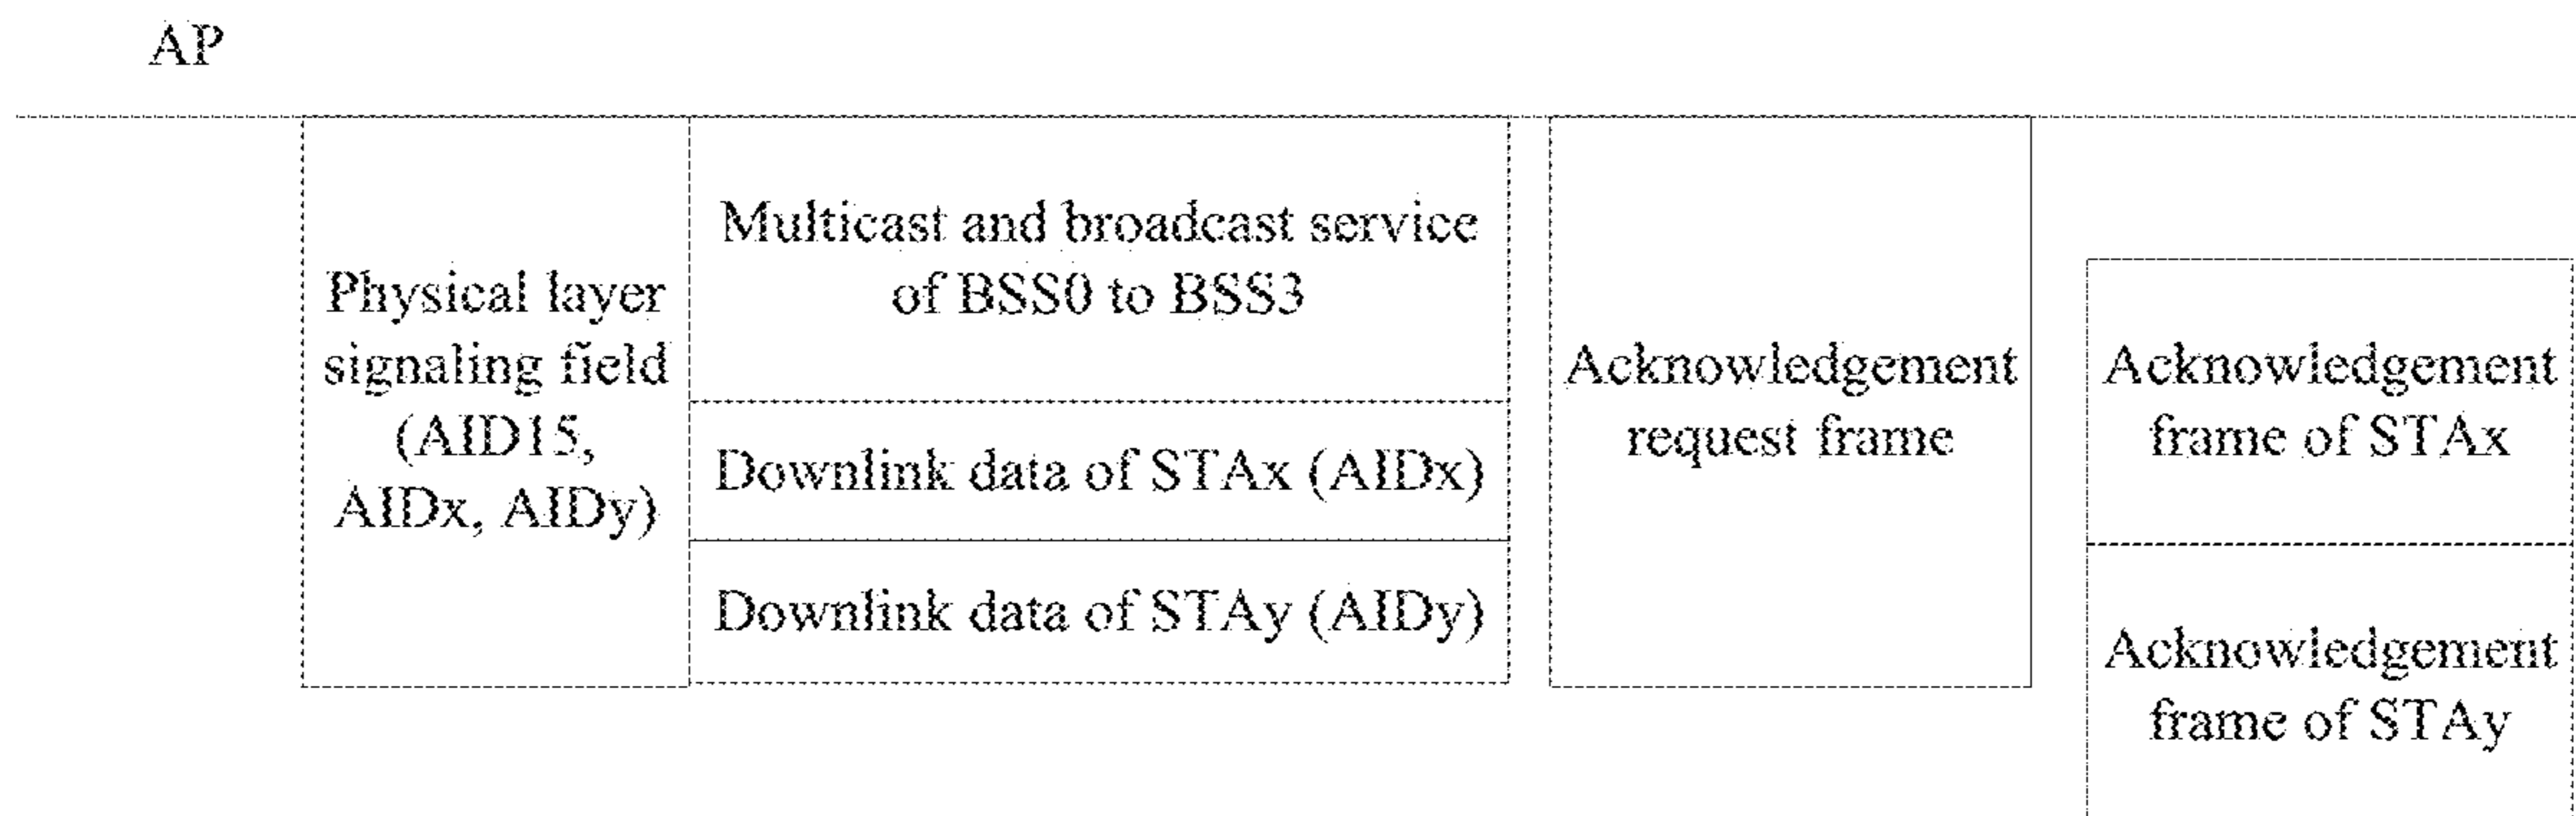 AP
Physical layer
signaling field
(AID15,
AIDx, AIDy)
Multicast and broadcast service
of BSS0 to BSS3
Downlink data of STAx (AIDx)
Downlink data of STAy (AIDy)
Acknowledgement
request frame
Acknowledgement
frame of STAx
Acknowledgement
frame of STAy